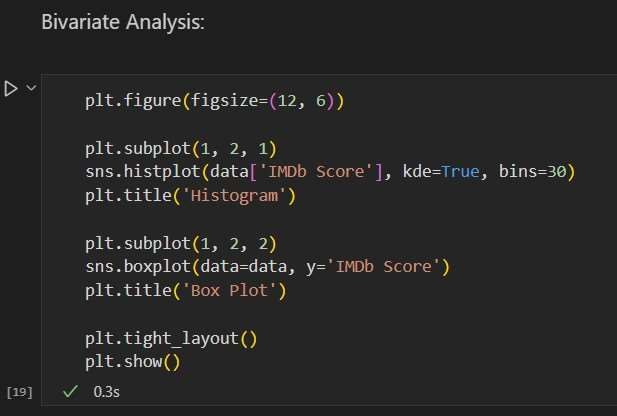 Bivariate Analysis:
plt.figure(figsize=(12, 6))
plt.subplot(1, 2, 1)
sns.histplot(data['IMDb Score'], kde=True, bins=30)
plt.title('Histogram')
plt.subplot(1, 2, 2)
sns.boxplot(data=data, y='IMDb Score')
plt.title('Box Plot')
plt.tight_layout()
plt.show()
[19] 0.3s